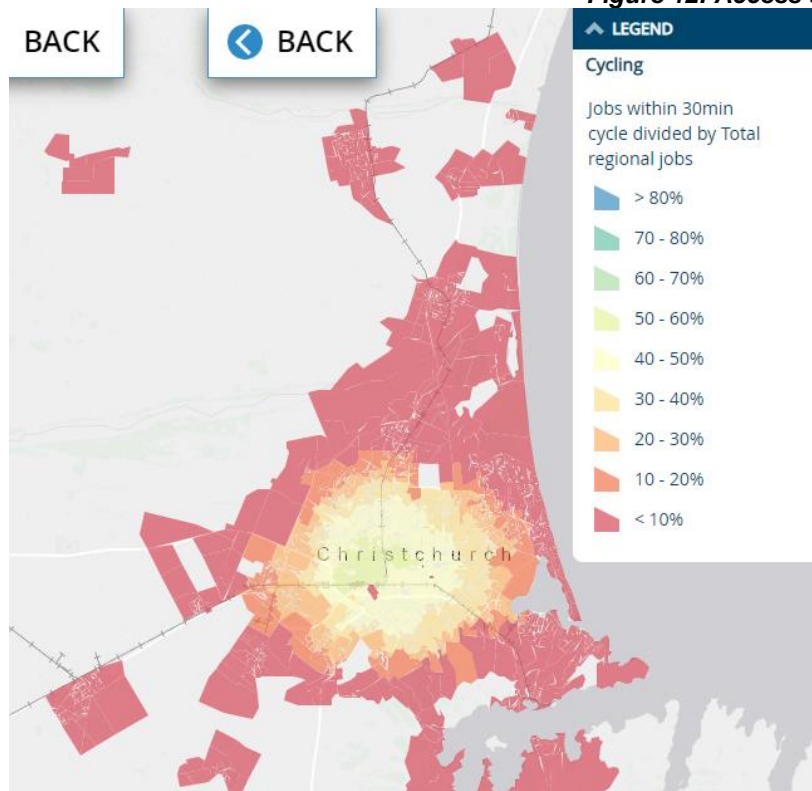 BACK
BACK
LEGEND
Cycling
Jobs within 30min
cycle divided by Total
regional jobs
> 80%
70 - 80%
60 - 70%
50 - 60%
40 - 50%
30 - 40%
20 - 30%
10 - 20%
< 10%
Christchurch